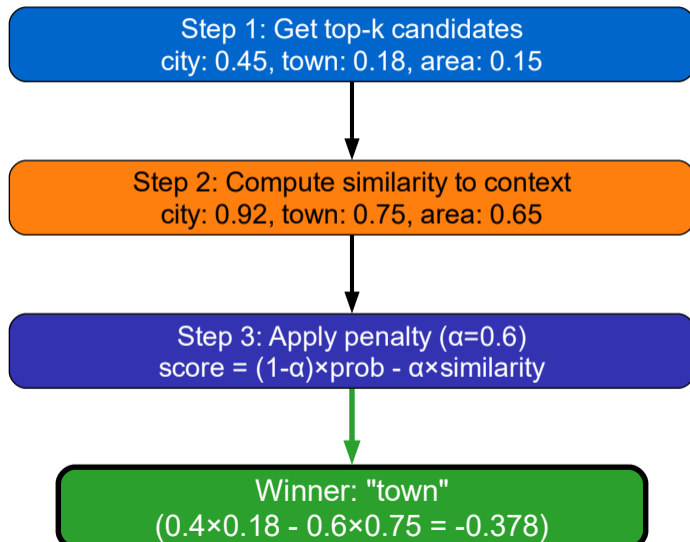 Step 1: Get top-k candidates
city: 0.45, town: 0.18, area: 0.15
Step 2: Compute similarity to context
city: 0.92, town: 0.75, area: 0.65
Step 3: Apply penalty (α=0.6)
score = (1-α)×prob - α×similarity
Winner: "town"
(0.4×0.18 - 0.6×0.75 = -0.378)